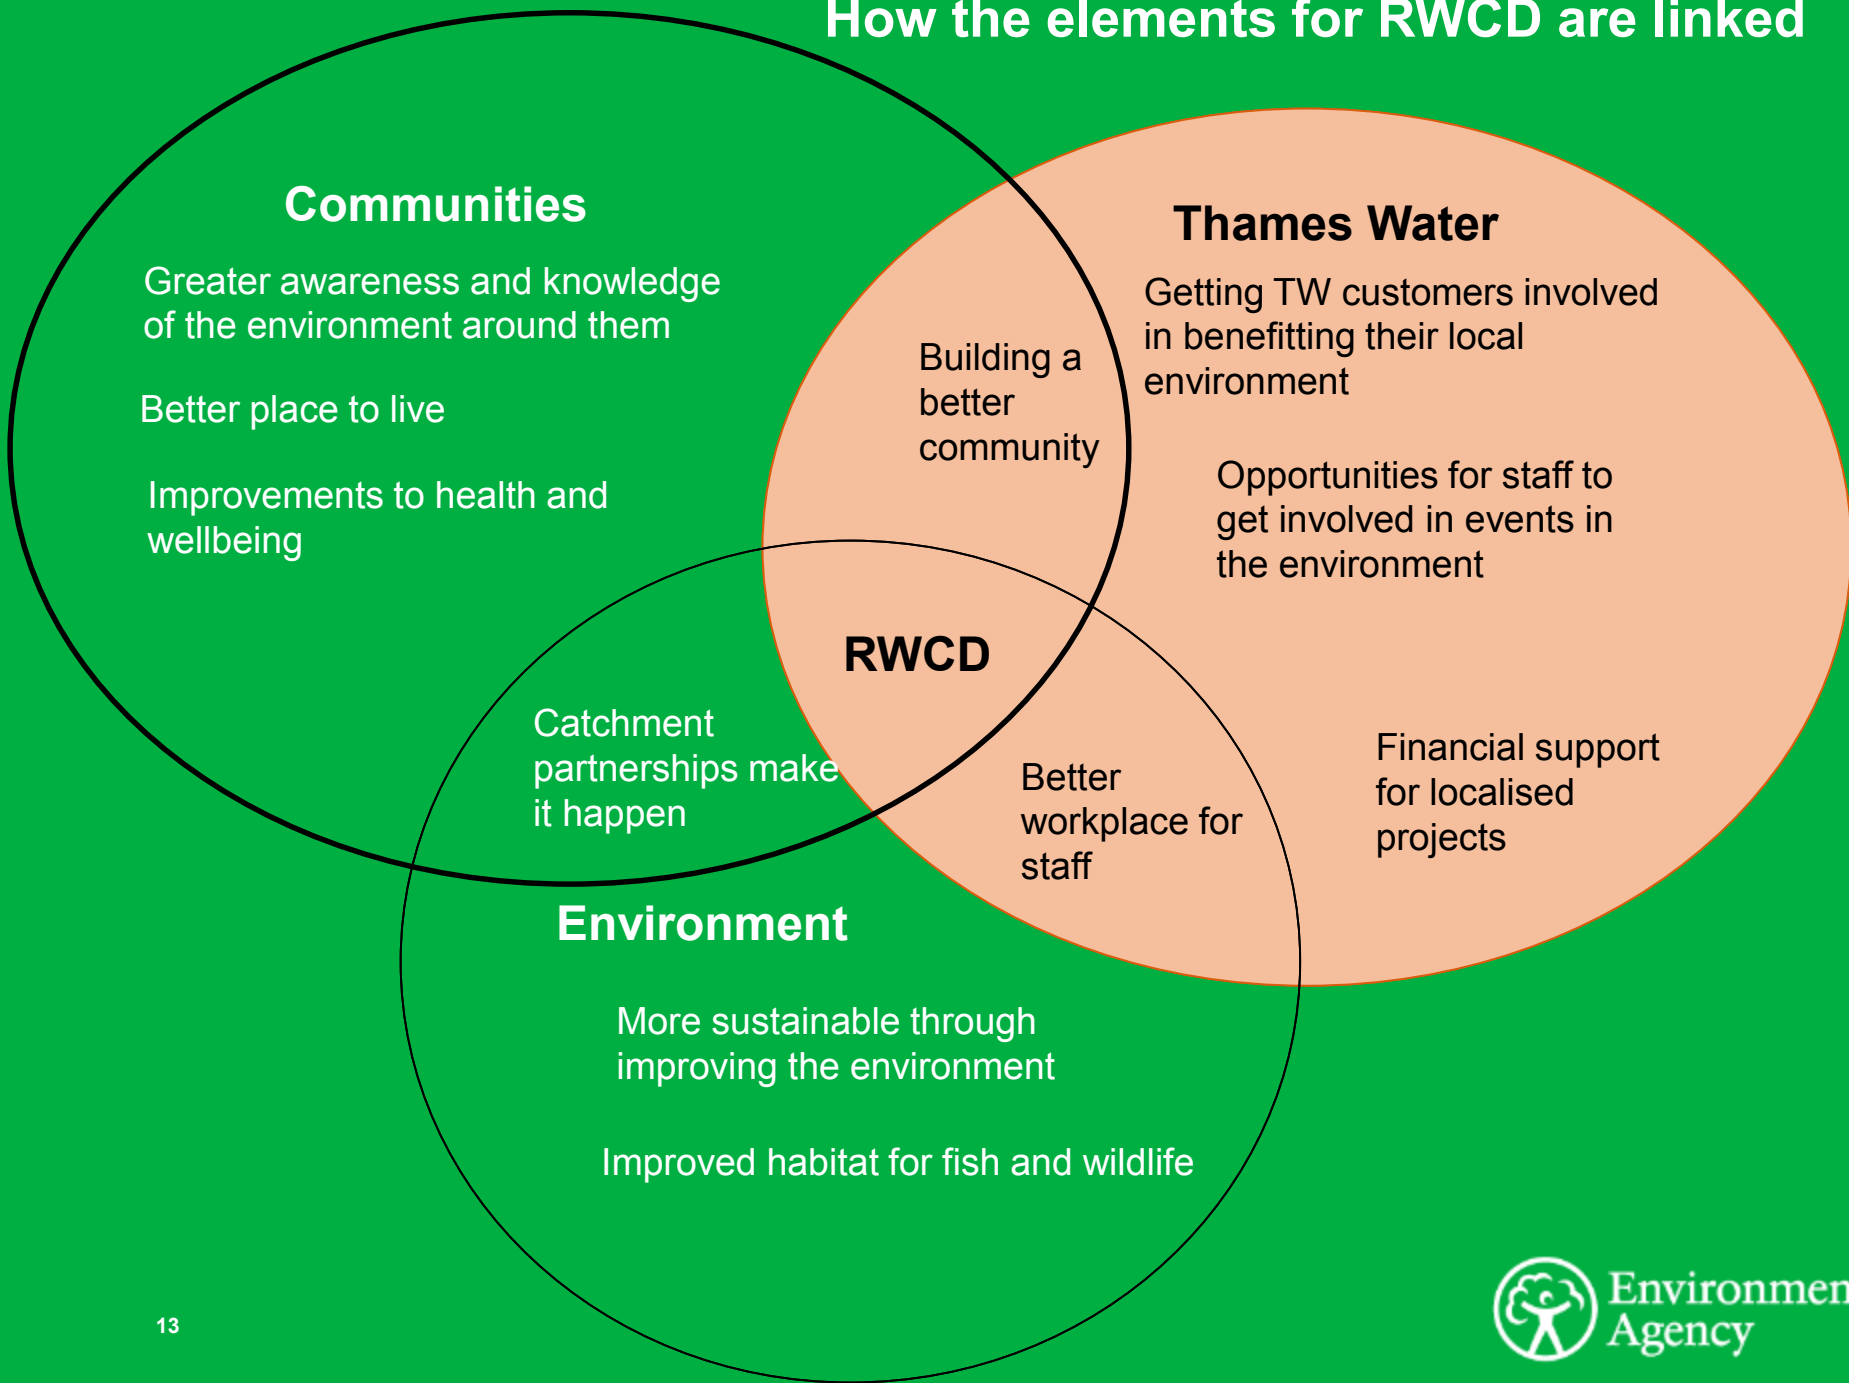 How the elements for RWCD are linked
Communities
Greater awareness and knowledge
of the environment around them
Better place to live
Improvements to health and
wellbeing
Thames Water
Getting TW customers involved
in benefitting their local
environment
Opportunities for staff to
get involved in events in
the environment
Financial support
for localised
projects
Building a
better
community
RWCD
Catchment
partnerships make
it happen
Better
workplace for
staff
Environment
More sustainable through
improving the environment
Improved habitat for fish and wildlife
13
Environmen
Agency